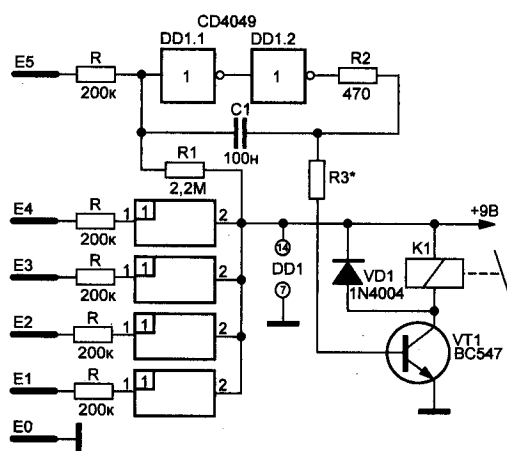 CD4049
DD1.1 DD1.2
E5 R 1 1 R2
200к 470
C1
100н
R1
2,2М
R3*
E4 R 1 1 2
200к
+9В
E3 R 1 1 2
200к
14
DD1
7
VD1
1N4004
K1
E2 R 1 1 2
200к
VT1
BC547
E1 R 1 1 2
200к
E0